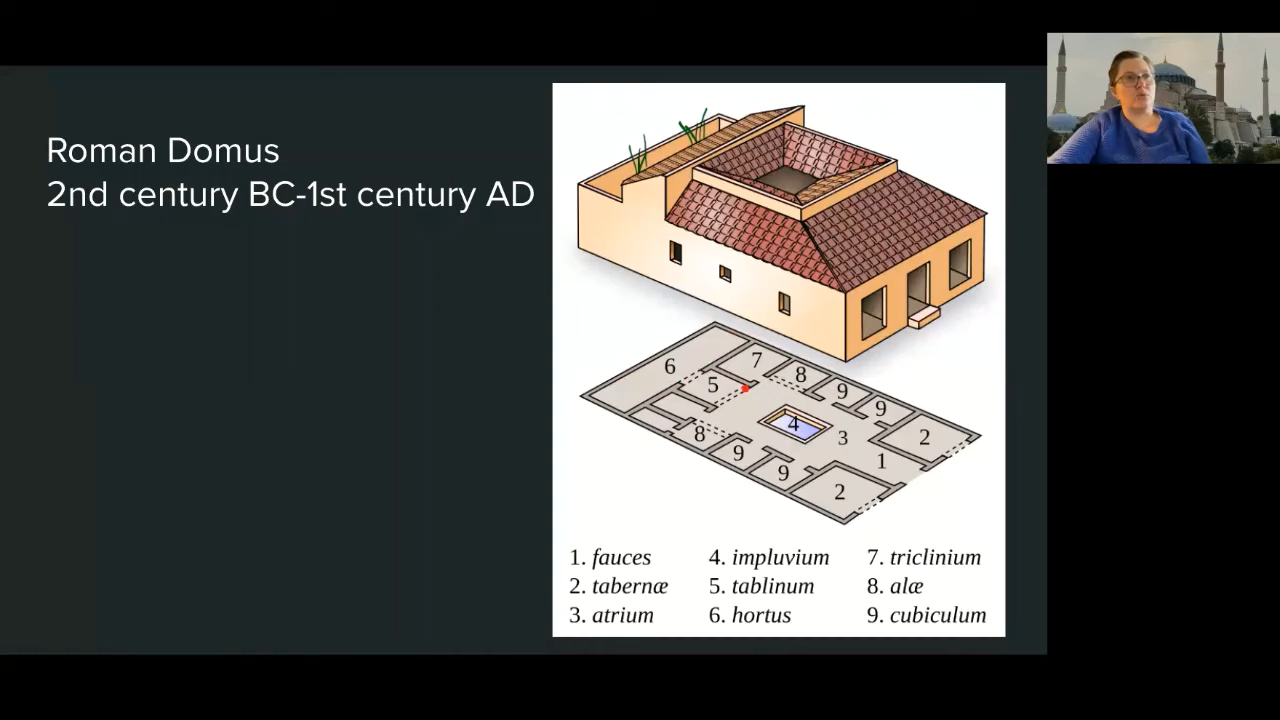 Roman Domus
2nd century BC-1st century AD
7
6
8
5
9
9
4
8
3
2
9
1
9
2
1. fauces 4. impluvium 7. triclinium
2. tabernæ 5. tablinum 8. alæ
3. atrium 6. hortus 9. cubiculum